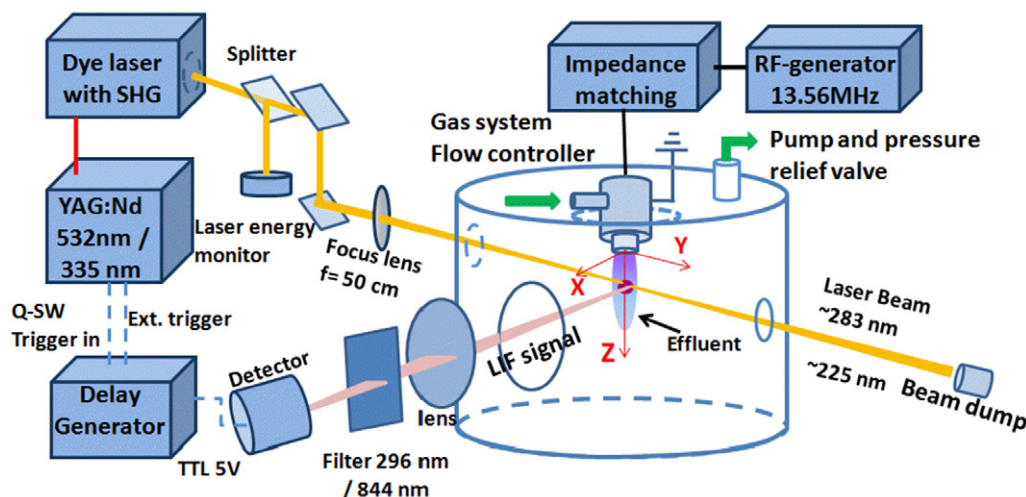 Dye laser
with SHG
Splitter
Impedance
matching
RF-generator
13.56MHz
Gas system
Flow controller
Pump and pressure
relief valve
YAG:Nd
532nm /
335 nm
Laser energy
monitor
Focus lens
f= 50 cm
Y
X
Z
Laser Beam
~283 nm
~225 nm
Beam dump
Effluent
LIF signal
Q-SW
Trigger in
Ext. trigger
Detector
lens
Delay
Generator
TTL 5V
Filter 296 nm
/ 844 nm